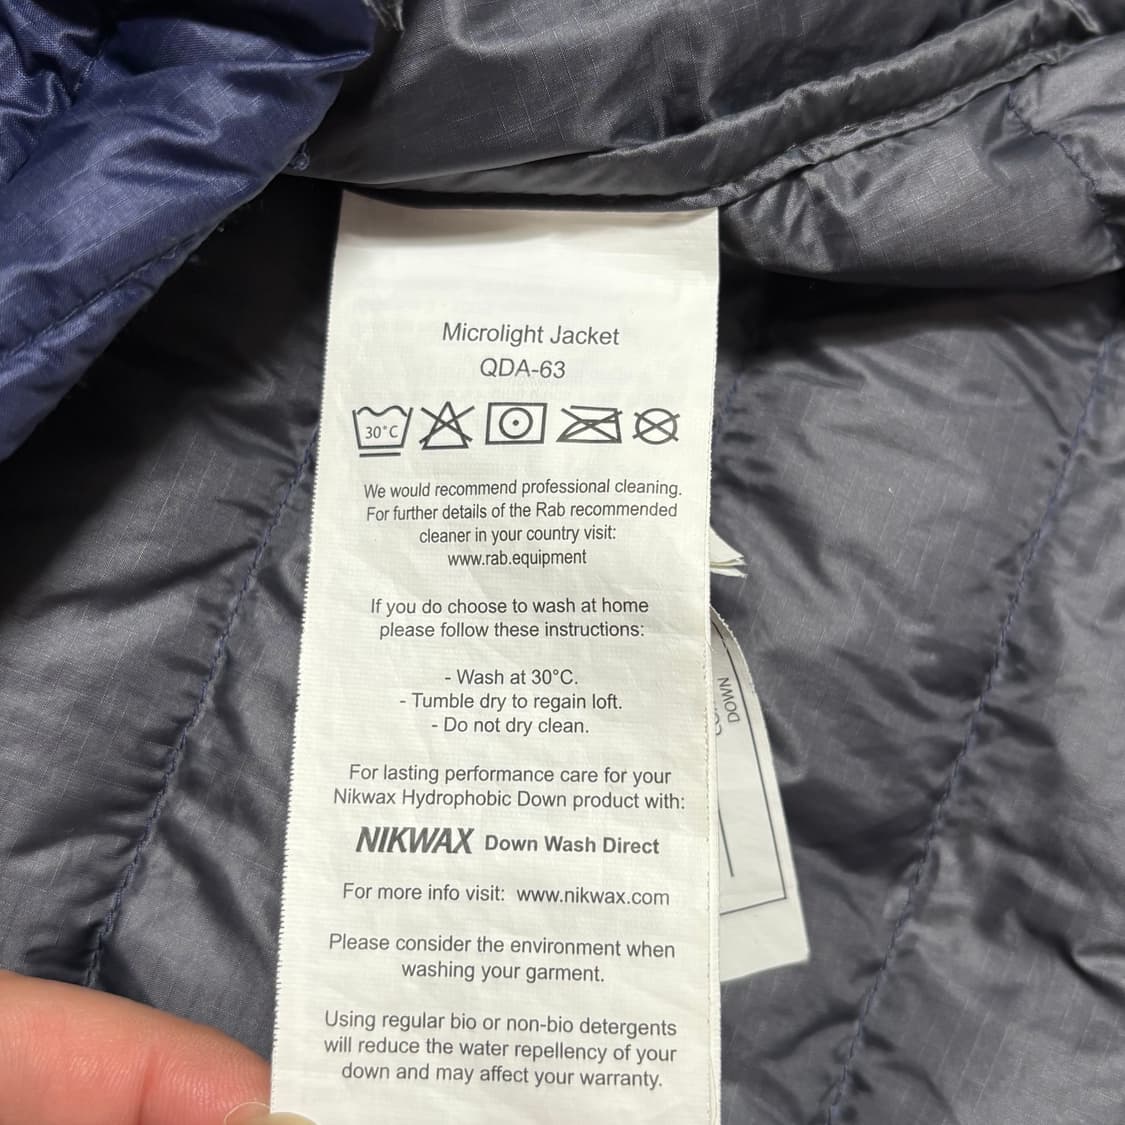 Microlight Jacket
QDA-63
30°C
We would recommend professional cleaning.
For further details of the Rab recommended
cleaner in your country visit:
www.rab.equipment
If you do choose to wash at home
please follow these instructions:
- Wash at 30°C.
- Tumble dry to regain loft.
- Do not dry clean.
For lasting performance care for your
Nikwax Hydrophobic Down product with:
NIKWAX Down Wash Direct
For more info visit: www.nikwax.com
Please consider the environment when
washing your garment.
Using regular bio or non-bio detergents
will reduce the water repellency of your
down and may affect your warranty.
DOWN